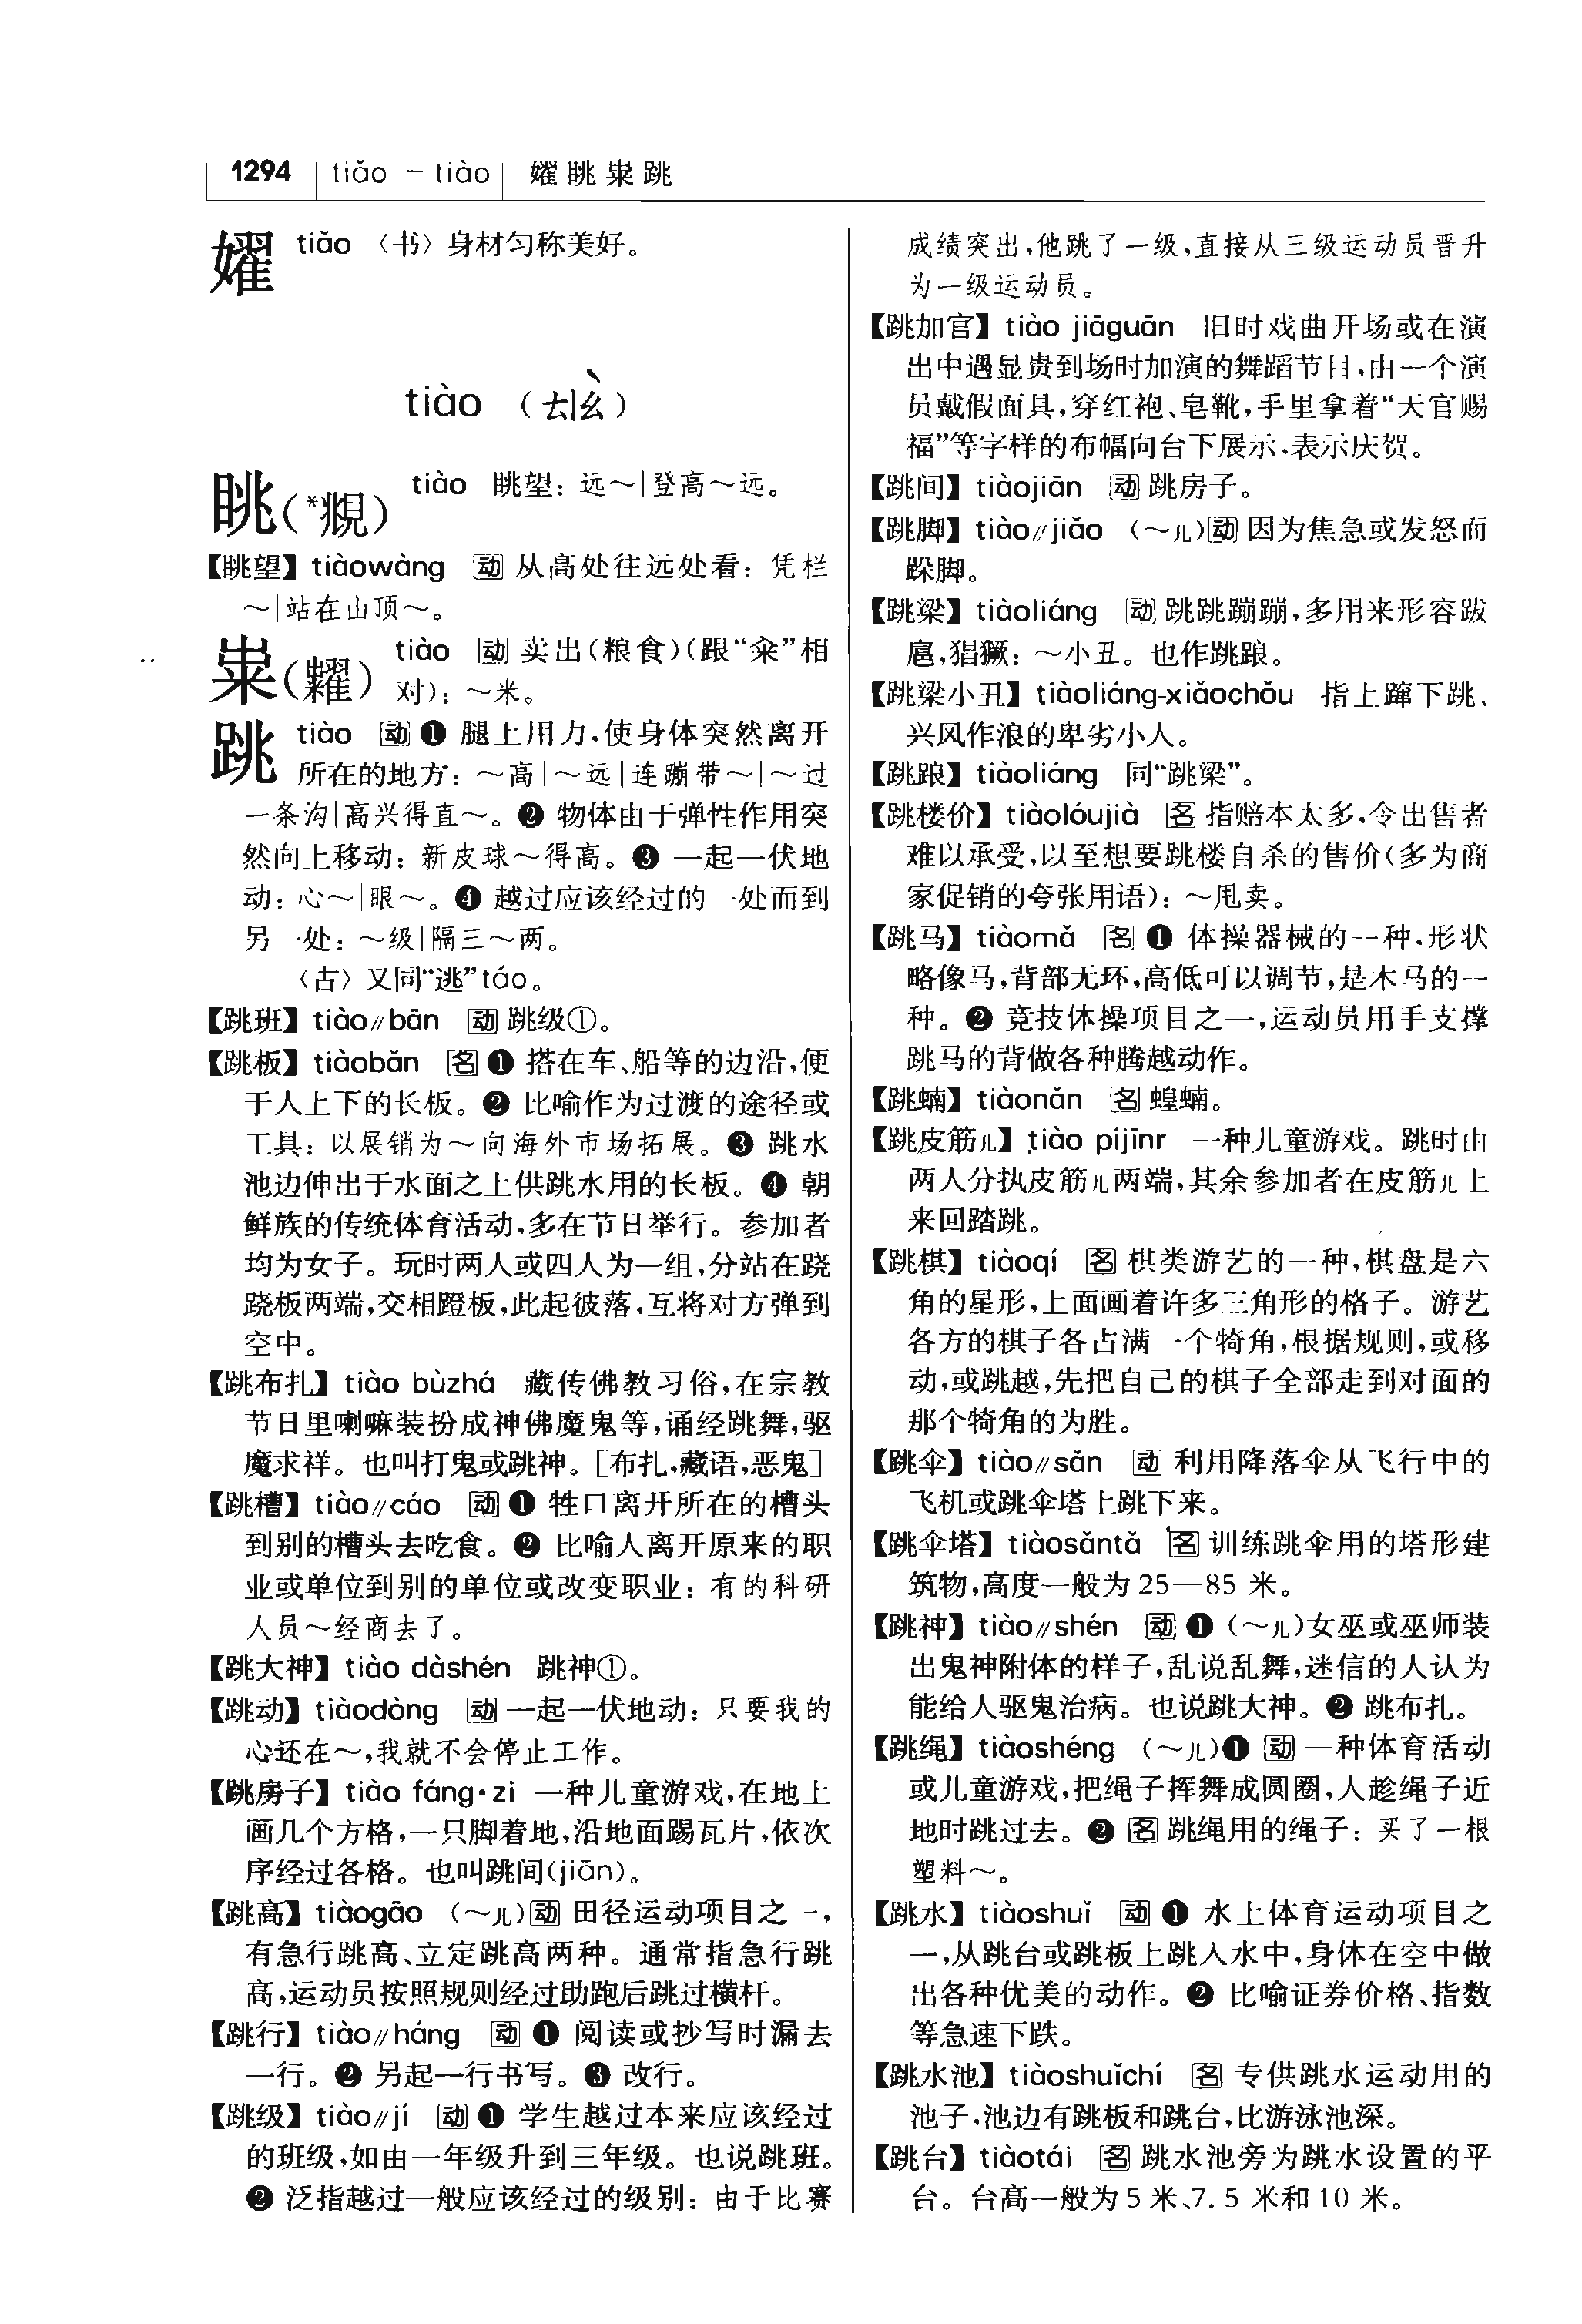 1294 tiǎo – tiào 嬥眺粜跳
嬥 tiǎo 〈书〉身材匀称美好。
tiào (ㄊㄧㄠˋ)
眺(*覜) tiào 眺望：远～|登高～远。
【眺望】tiàowàng 动 从高处往远处看：凭栏
～|站在山顶～。
粜(糶) tiào 动 卖出(粮食)(跟“籴”相
对)：～米。
跳 tiào 动 ❶ 腿上用力，使身体突然离开
所在的地方：～高|～远|连蹦带～|～过
一条沟|高兴得直～。❷ 物体由于弹性作用突
然向上移动：新皮球～得高。❸ 一起一伏地
动：心～|眼～。❹ 越过应该经过的一处而到
另一处：～级|隔三～两。
〈古〉又同“逃”táo。
【跳班】tiào∥bān 动 跳级①。
【跳板】tiàobǎn 名 ❶ 搭在车、船等的边沿，便
于人上下的长板。❷ 比喻作为过渡的途径或
工具：以展销为～向海外市场拓展。❸ 跳水
池边伸出于水面之上供跳水用的长板。❹ 朝
鲜族的传统体育活动，多在节日举行。参加者
均为女子。玩时两人或四人为一组，分站在跷
跷板两端，交相蹬板，此起彼落，互将对方弹到
空中。
【跳布扎】tiào bùzhá 藏传佛教习俗，在宗教
节日里喇嘛装扮成神佛魔鬼等，诵经跳舞，驱
魔求祥。也叫打鬼或跳神。[布扎，藏语，恶鬼]
【跳槽】tiào∥cáo 动 ❶ 牲口离开所在的槽头
到别的槽头去吃食。❷ 比喻人离开原来的职
业或单位到别的单位或改变职业：有的科研
人员～经商去了。
【跳大神】tiào dàshén 跳神①。
【跳动】tiàodòng 动 一起一伏地动：只要我的
心还在～，我就不会停止工作。
【跳房子】tiào fáng·zi 一种儿童游戏，在地上
画几个方格，一只脚着地，沿地面踢瓦片，依次
序经过各格。也叫跳间(jiān)。
【跳高】tiàogāo (～儿)动 田径运动项目之一，
有急行跳高、立定跳高两种。通常指急行跳
高，运动员按照规则经过助跑后跳过横杆。
【跳行】tiào∥háng 动 ❶ 阅读或抄写时漏去
一行。❷ 另起一行书写。❸ 改行。
【跳级】tiào∥jí 动 ❶ 学生越过本来应该经过
的班级，如由一年级升到三年级。也说跳班。
❷ 泛指越过一般应该经过的级别：由于比赛
成绩突出，他跳了一级，直接从三级运动员晋升
为一级运动员。
【跳加官】tiào jiāguān 旧时戏曲开场或在演
出中遇显贵到场时加演的舞蹈节目，由一个演
员戴假面具，穿红袍、皂靴，手里拿着“天官赐
福”等字样的布幅向台下展示，表示庆贺。
【跳间】tiàojiān 动 跳房子。
【跳脚】tiào∥jiǎo (～儿)动 因为焦急或发怒而
跺脚。
【跳梁】tiàoliáng 动 跳跳蹦蹦，多用来形容跋
扈，猖獗：～小丑。也作跳踉。
【跳梁小丑】tiàoliáng-xiǎochǒu 指上蹿下跳、
兴风作浪的卑劣小人。
【跳踉】tiàoliáng 同“跳梁”。
【跳楼价】tiàolóujià 名 指赔本太多，令出售者
难以承受，以至想要跳楼自杀的售价(多为商
家促销的夸张用语)：～甩卖。
【跳马】tiàomǎ 名 ❶ 体操器械的一种，形状
略像马，背部无环，高低可以调节，是木马的一
种。❷ 竞技体操项目之一，运动员用手支撑
跳马的背做各种腾越动作。
【跳蝻】tiàonǎn 名 蝗蝻。
【跳皮筋儿】tiào píjīnr 一种儿童游戏。跳时由
两人分执皮筋儿两端，其余参加者在皮筋儿上
来回踏跳。
【跳棋】tiàoqí 名 棋类游艺的一种，棋盘是六
角的星形，上面画着许多三角形的格子。游艺
各方的棋子各占满一个犄角，根据规则，或移
动，或跳越，先把自己的棋子全部走到对面的
那个犄角的为胜。
【跳伞】tiào∥sǎn 动 利用降落伞从飞行中的
飞机或跳伞塔上跳下来。
【跳伞塔】tiàosǎntǎ 名 训练跳伞用的塔形建
筑物，高度一般为 25—85 米。
【跳神】tiào∥shén 动 ❶ (～儿)女巫或巫师装
出鬼神附体的样子，乱说乱舞，迷信的人认为
能给人驱鬼治病。也说跳大神。❷ 跳布扎。
【跳绳】tiàoshéng (～儿)❶ 动 一种体育活动
或儿童游戏，把绳子挥舞成圆圈，人趁绳子近
地时跳过去。❷ 名 跳绳用的绳子：买了一根
塑料～。
【跳水】tiàoshuǐ 动 ❶ 水上体育运动项目之
一，从跳台或跳板上跳入水中，身体在空中做
出各种优美的动作。❷ 比喻证券价格、指数
等急速下跌。
【跳水池】tiàoshuǐchí 名 专供跳水运动用的
池子，池边有跳板和跳台，比游泳池深。
【跳台】tiàotái 名 跳水池旁为跳水设置的平
台。台高一般为 5 米、7.5 米和 10 米。